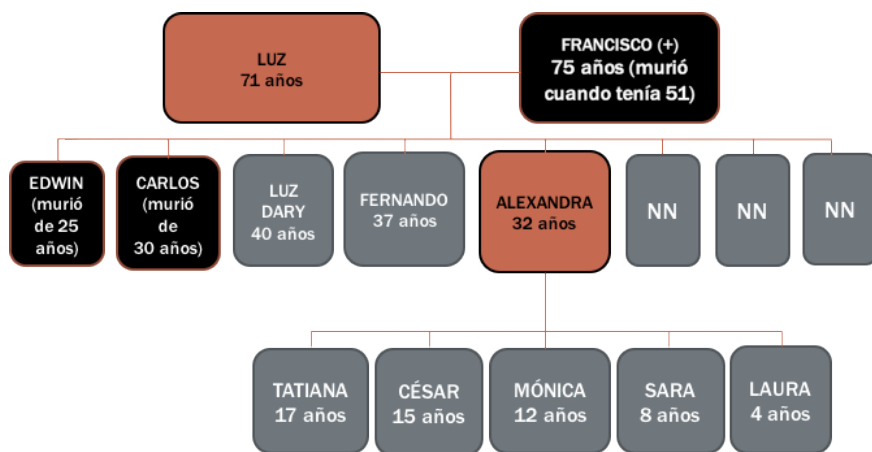 LUZ
71 años
FRANCISCO (+)
75 años (murió
cuando tenía 51)
EDWIN
(murió
de 25
años)
CARLOS
(murió
de
30 años)
LUZ
DARY
40 años
FERNANDO
37 años
ALEXANDRA
32 años
NN
NN
NN
TATIANA
17 años
CÉSAR
15 años
MÓNICA
12 años
SARA
8 años
LAURA
4 años